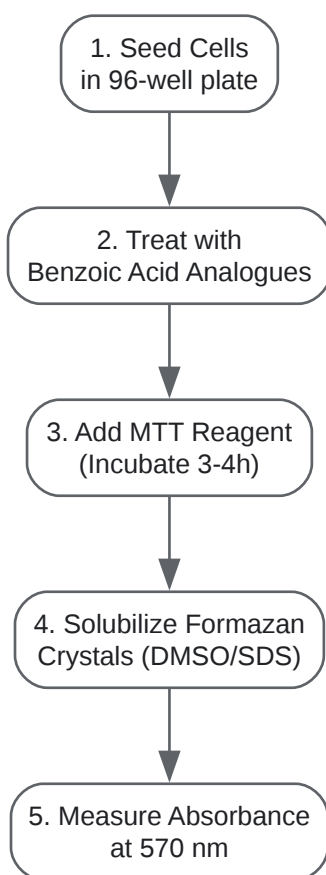 1. Seed Cells
in 96-well plate
2. Treat with
Benzoic Acid Analogues
3. Add MTT Reagent
(Incubate 3-4h)
4. Solubilize Formazan
Crystals (DMSO/SDS)
5. Measure Absorbance
at 570 nm